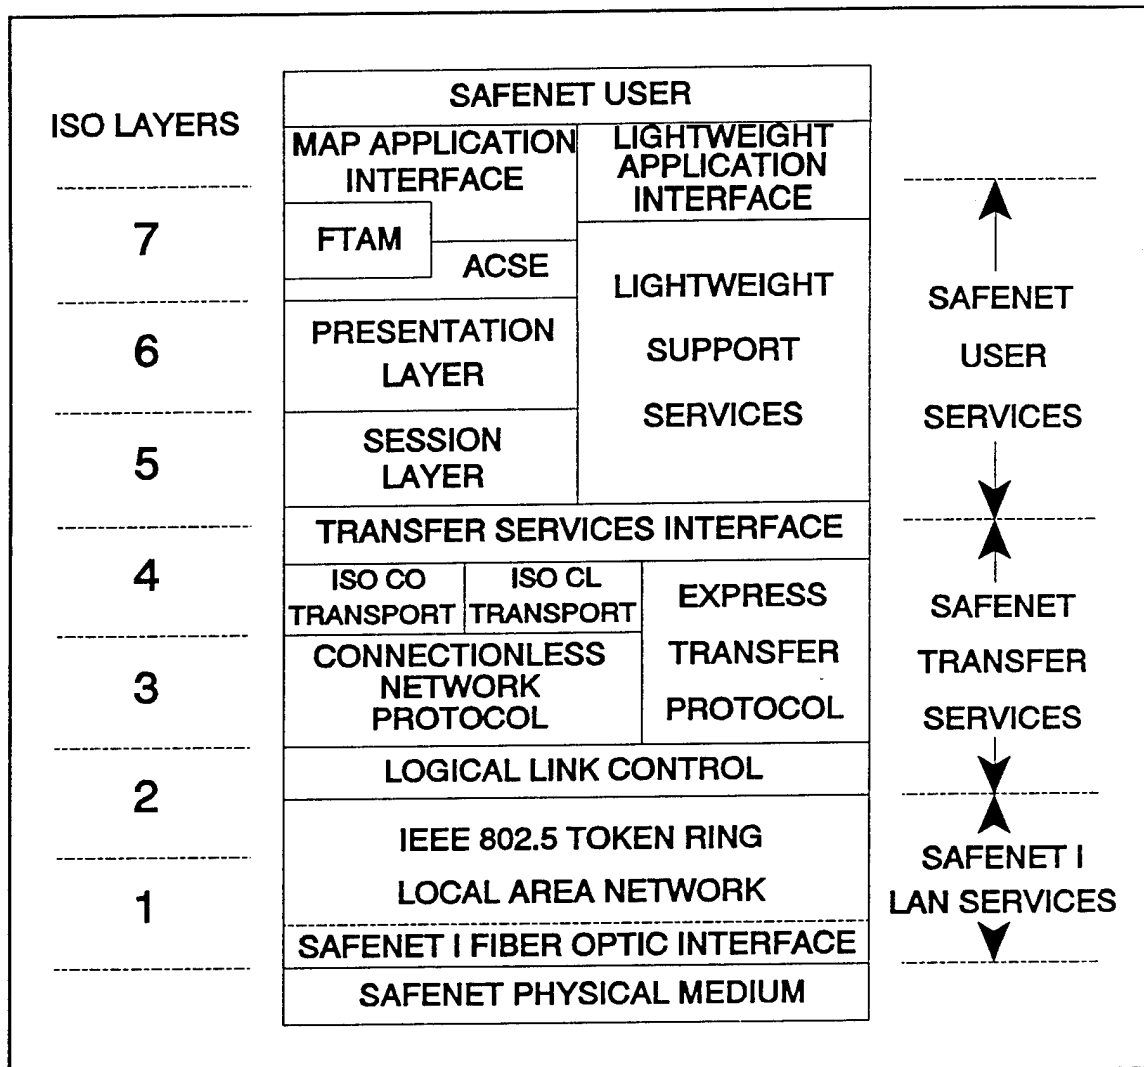 ISO LAYERS
7
6
5
4
3
2
1
SAFENET USER
MAP APPLICATION
INTERFACE
FTAM
ACSE
PRESENTATION
LAYER
SESSION
LAYER
LIGHTWEIGHT
APPLICATION
INTERFACE
LIGHTWEIGHT
SUPPORT
SERVICES
TRANSFER SERVICES INTERFACE
ISO CO
TRANSPORT
ISO CL
TRANSPORT
CONNECTIONLESS
NETWORK
PROTOCOL
EXPRESS
TRANSFER
PROTOCOL
LOGICAL LINK CONTROL
IEEE 802.5 TOKEN RING
LOCAL AREA NETWORK
SAFENET I FIBER OPTIC INTERFACE
SAFENET PHYSICAL MEDIUM
SAFENET
USER
SERVICES
SAFENET
TRANSFER
SERVICES
SAFENET I
LAN SERVICES